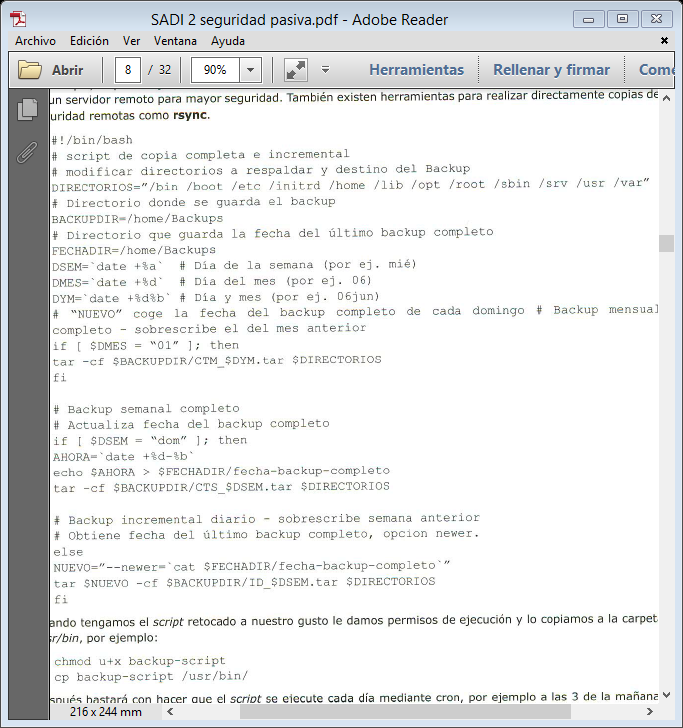 SADI 2 seguridad pasiva.pdf - Adobe Reader
Archivo Edición Ver Ventana Ayuda
Abrir 8 / 32 90% Herramientas Rellenar y firmar Come
un servidor remoto para mayor seguridad. También existen herramientas para realizar directamente copias de
uridad remotas como rsync.
#!/bin/bash
# script de copia completa e incremental
# modificar directorios a respaldar y destino del Backup
DIRECTORIOS=”/bin /boot /etc /initrd /home /lib /opt /root /sbin /srv /usr /var”
# Directorio donde se guarda el backup
BACKUPDIR=/home/Backups
# Directorio que guarda la fecha del último backup completo
FECHADIR=/home/Backups
DSEM=`date +%a` # Día de la semana (por ej. mié)
DMES=`date +%d` # Día del mes (por ej. 06)
DYM=`date +%d%b` # Día y mes (por ej. 06jun)
# “NUEVO” coge la fecha del backup completo de cada domingo # Backup mensual
completo - sobrescribe el del mes anterior
if [ $DMES = “01” ]; then
tar -cf $BACKUPDIR/CTM_$DYM.tar $DIRECTORIOS
fi
# Backup semanal completo
# Actualiza fecha del backup completo
if [ $DSEM = “dom” ]; then
AHORA=`date +%d-%b`
echo $AHORA > $FECHADIR/fecha-backup-completo
tar -cf $BACKUPDIR/CTS_$DSEM.tar $DIRECTORIOS
# Backup incremental diario - sobrescribe semana anterior
# Obtiene fecha del último backup completo, opcion newer.
else
NUEVO=”--newer=`cat $FECHADIR/fecha-backup-completo`”
tar $NUEVO -cf $BACKUPDIR/ID_$DSEM.tar $DIRECTORIOS
fi
ando tengamos el script retocado a nuestro gusto le damos permisos de ejecución y lo copiamos a la carpeta
sr/bin, por ejemplo:
chmod u+x backup-script
cp backup-script /usr/bin/
spués bastará con hacer que el script se ejecute cada día mediante cron, por ejemplo a las 3 de la mañana
216 x 244 mm